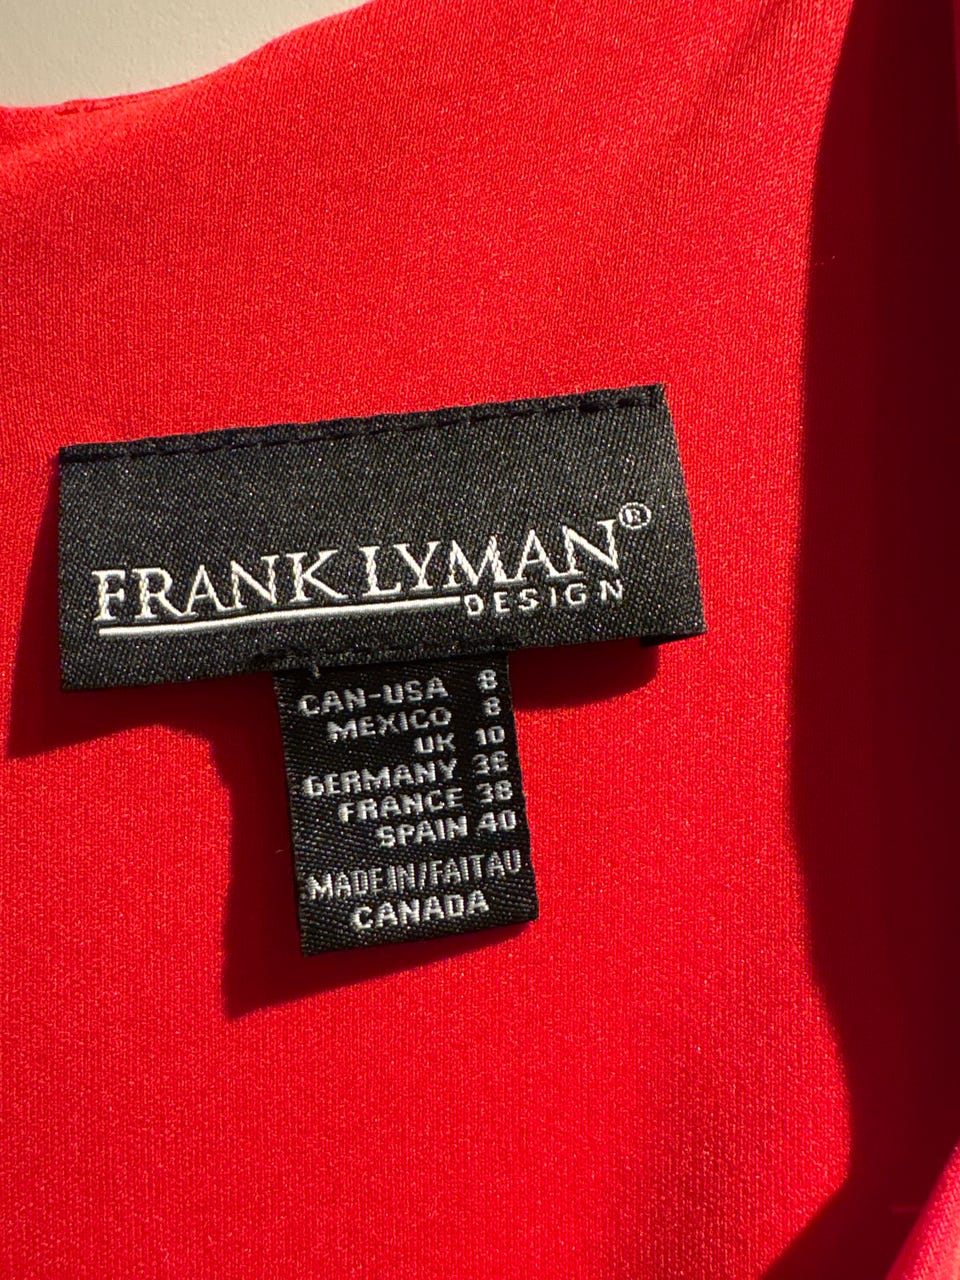 FRANK LYMAN®
DESIGN
CAN-USA 8
MEXICO 8
UK 10
GERMANY 36
FRANCE 38
SPAIN 40
MADE IN/FAIT AU
CANADA